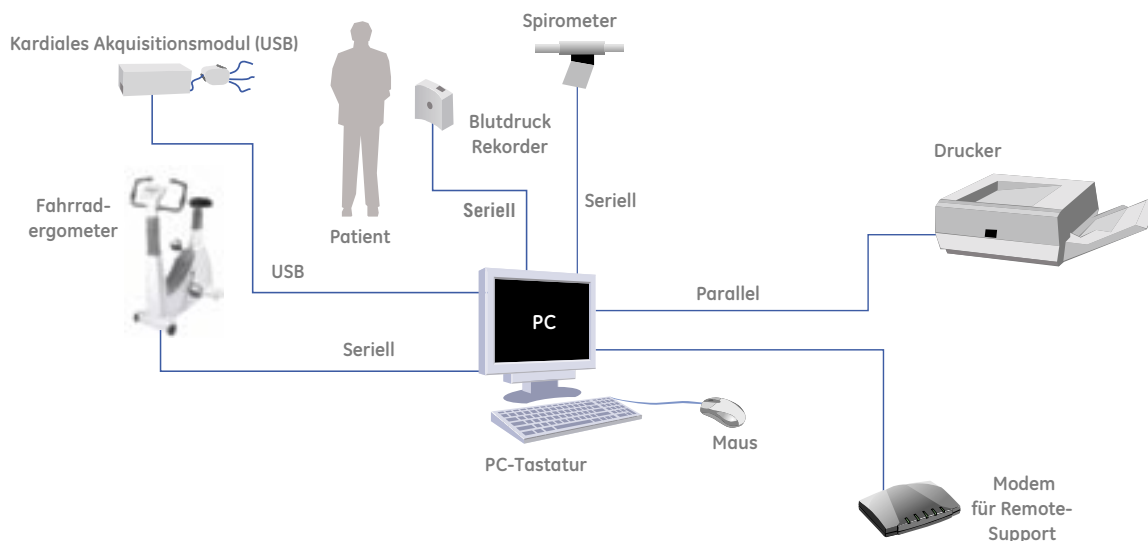 Spirometer
Kardiales Akquisitionsmodul (USB)
Blutdruck
Rekorder
Drucker
Fahrrad-
ergometer
Seriell
Seriell
Patient
USB
Parallel
PC
Seriell
Maus
PC-Tastatur
Modem
für Remote-
Support